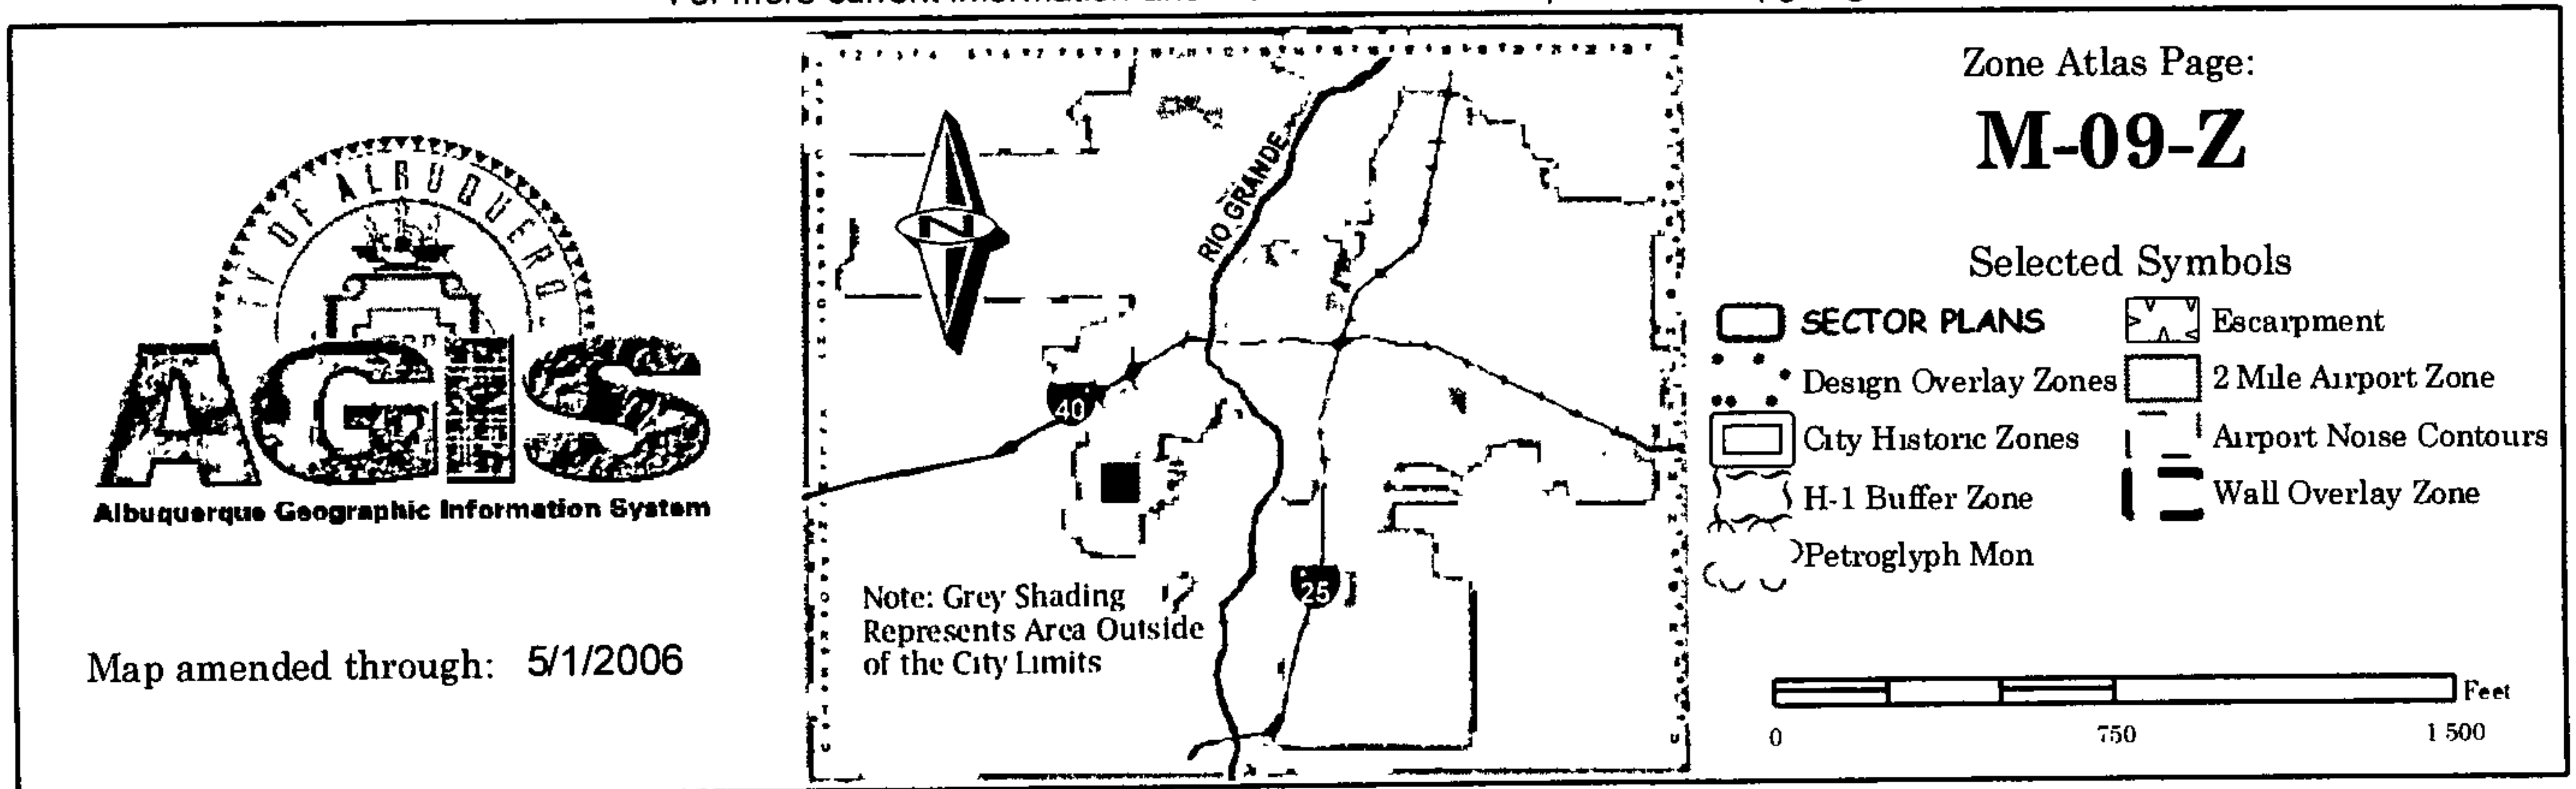 CITY OF ALBUQUERQUE
AGIS
Albuquerque Geographic Information System
Map amended through: 5/1/2006
N
RIO GRANDE
40
25
Note: Grey Shading
Represents Area Outside
of the City Limits
Zone Atlas Page:
M-09-Z
Selected Symbols
SECTOR PLANS
Design Overlay Zones
City Historic Zones
H-1 Buffer Zone
Petroglyph Mon
Escarpment
2 Mile Airport Zone
Airport Noise Contours
Wall Overlay Zone
Feet
0 750 1 500